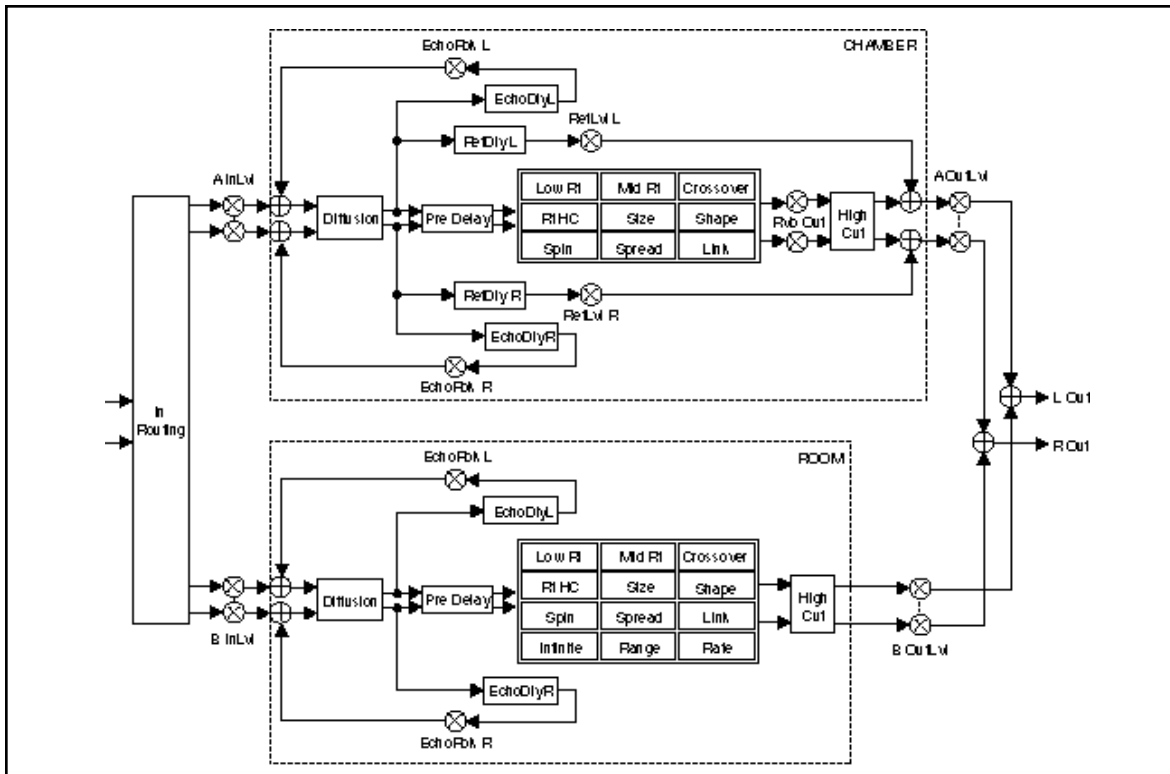 CHAMBER
EchoFbk L
EchoDlyL
RefLvl L
RefDlyL
A InLvl
Diffusion
Pre Delay
Low Rt
Mid Rt
Crossover
Rt HC
Size
Shape
Spin
Spread
Link
Rvb Out
High
Cut
A OutLvl
RefDly R
RefLvl R
EchoDlyR
EchoFbk R
In
Routing
L Out
R Out
ROOM
EchoFbk L
EchoDlyL
Low Rt
Mid Rt
Crossover
Diffusion
Pre Delay
Rt HC
Size
Shape
Spin
Spread
Link
Infinite
Range
Rate
High
Cut
B InLvl
B OutLvl
EchoDlyR
EchoFbk R